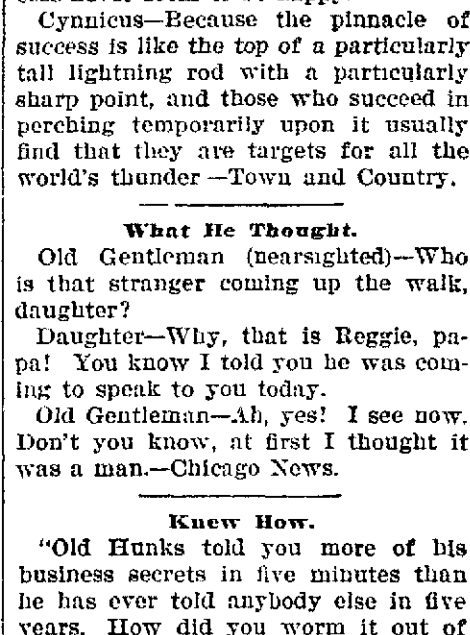 Cynnicus—Because the pinnacle of
success is like the top of a particularly
tall lightning rod with a particularly
sharp point, and those who succeed in
perching temporarily upon it usually
find that they are targets for all the
world's thunder—Town and Country.
What He Thought.
Old Gentleman (nearsighted)—Who
is that stranger coming up the walk,
daughter?
Daughter—Why, that is Reggie, pa-
pa! You know I told you he was com-
ing to speak to you today.
Old Gentleman—Ah, yes! I see now.
Don't you know, at first I thought it
was a man.—Chicago News.
Knew How.
"Old Hunks told you more of his
business secrets in five minutes than
he has ever told anybody else in five
years. How did you worm it out of